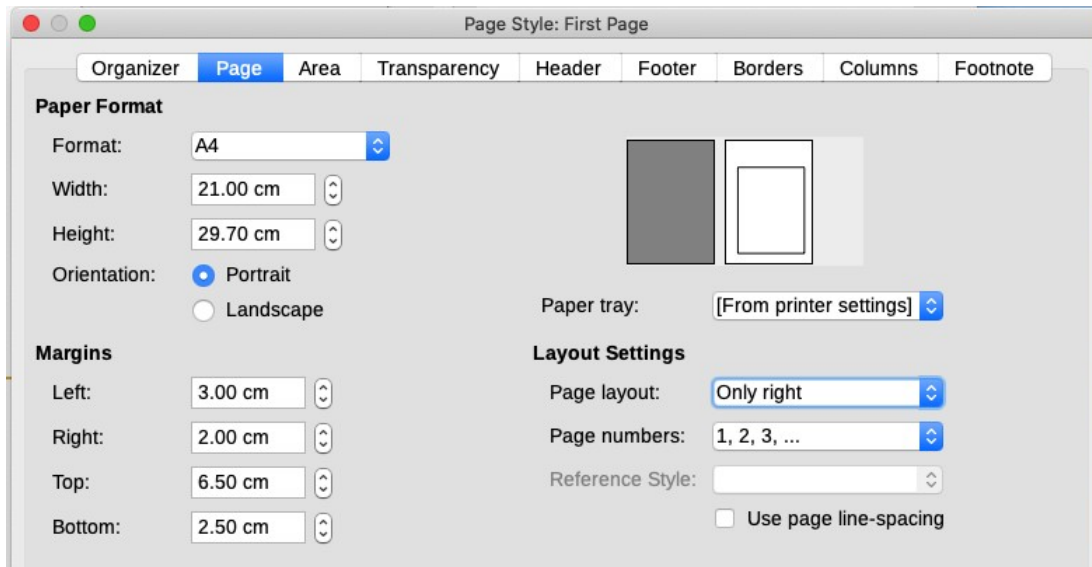 Page Style: First Page
Organizer Page Area Transparency Header Footer Borders Columns Footnote
Paper Format
Format: A4
Width: 21.00 cm
Height: 29.70 cm
Orientation: Portrait
Landscape
Paper tray: [From printer settings]
Margins
Left: 3.00 cm
Right: 2.00 cm
Top: 6.50 cm
Bottom: 2.50 cm
Layout Settings
Page layout: Only right
Page numbers: 1, 2, 3, ...
Reference Style:
Use page line-spacing